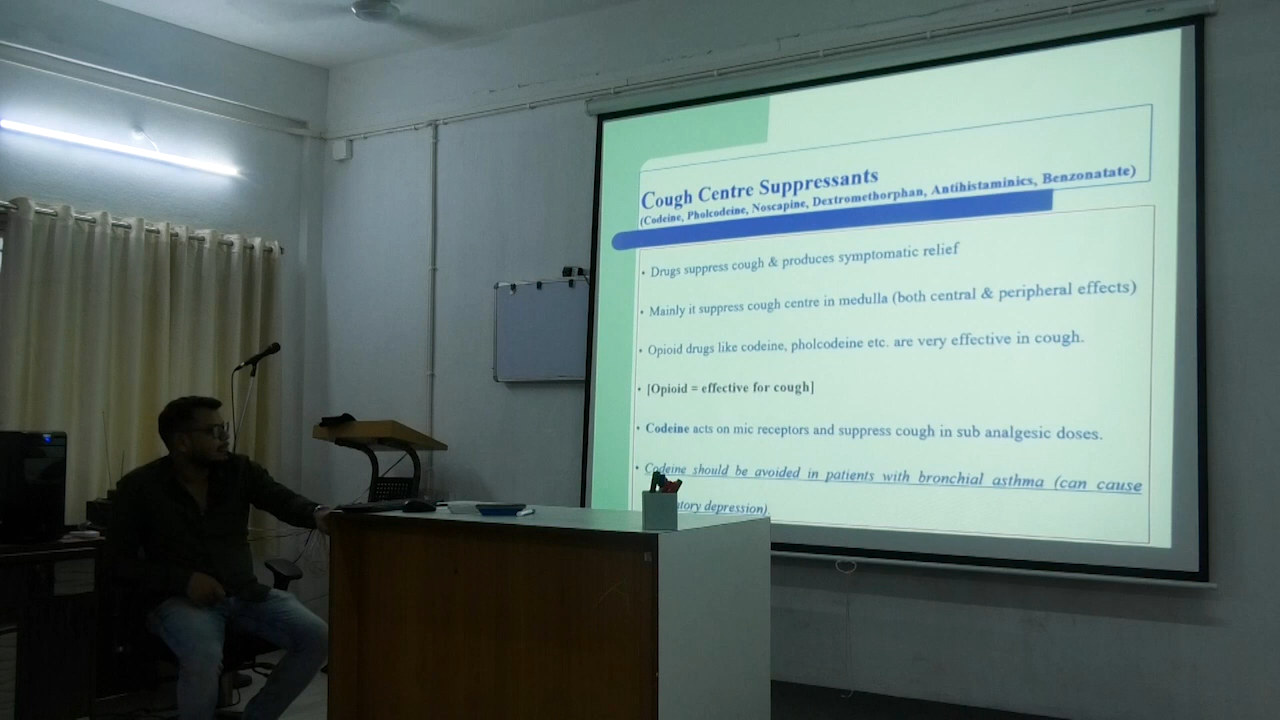 Cough Centre Suppressants
(Codeine, Pholcodeine, Noscapine, Dextromethorphan, Antihistaminics, Benzonatate)
• Drugs suppress cough & produces symptomatic relief
• Mainly it suppress cough centre in medulla (both central & peripheral effects)
• Opioid drugs like codeine, pholcodeine etc. are very effective in cough.
• [Opioid = effective for cough]
• Codeine acts on mic receptors and suppress cough in sub analgesic doses.
• Codeine should be avoided in patients with bronchial asthma (can cause
depression).